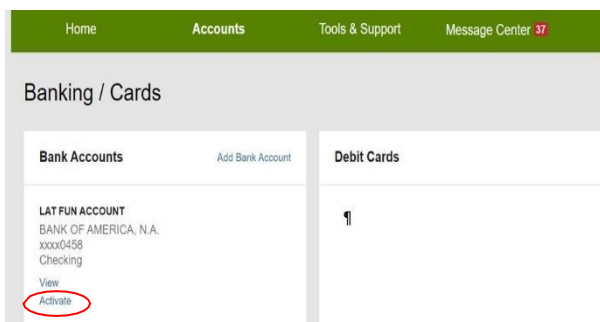 Home Accounts Tools & Support Message Center 37
Banking / Cards
Bank Accounts Add Bank Account
Debit Cards
LAT FUN ACCOUNT
BANK OF AMERICA, N.A.
xxxx0458
Checking
View
Activate
¶